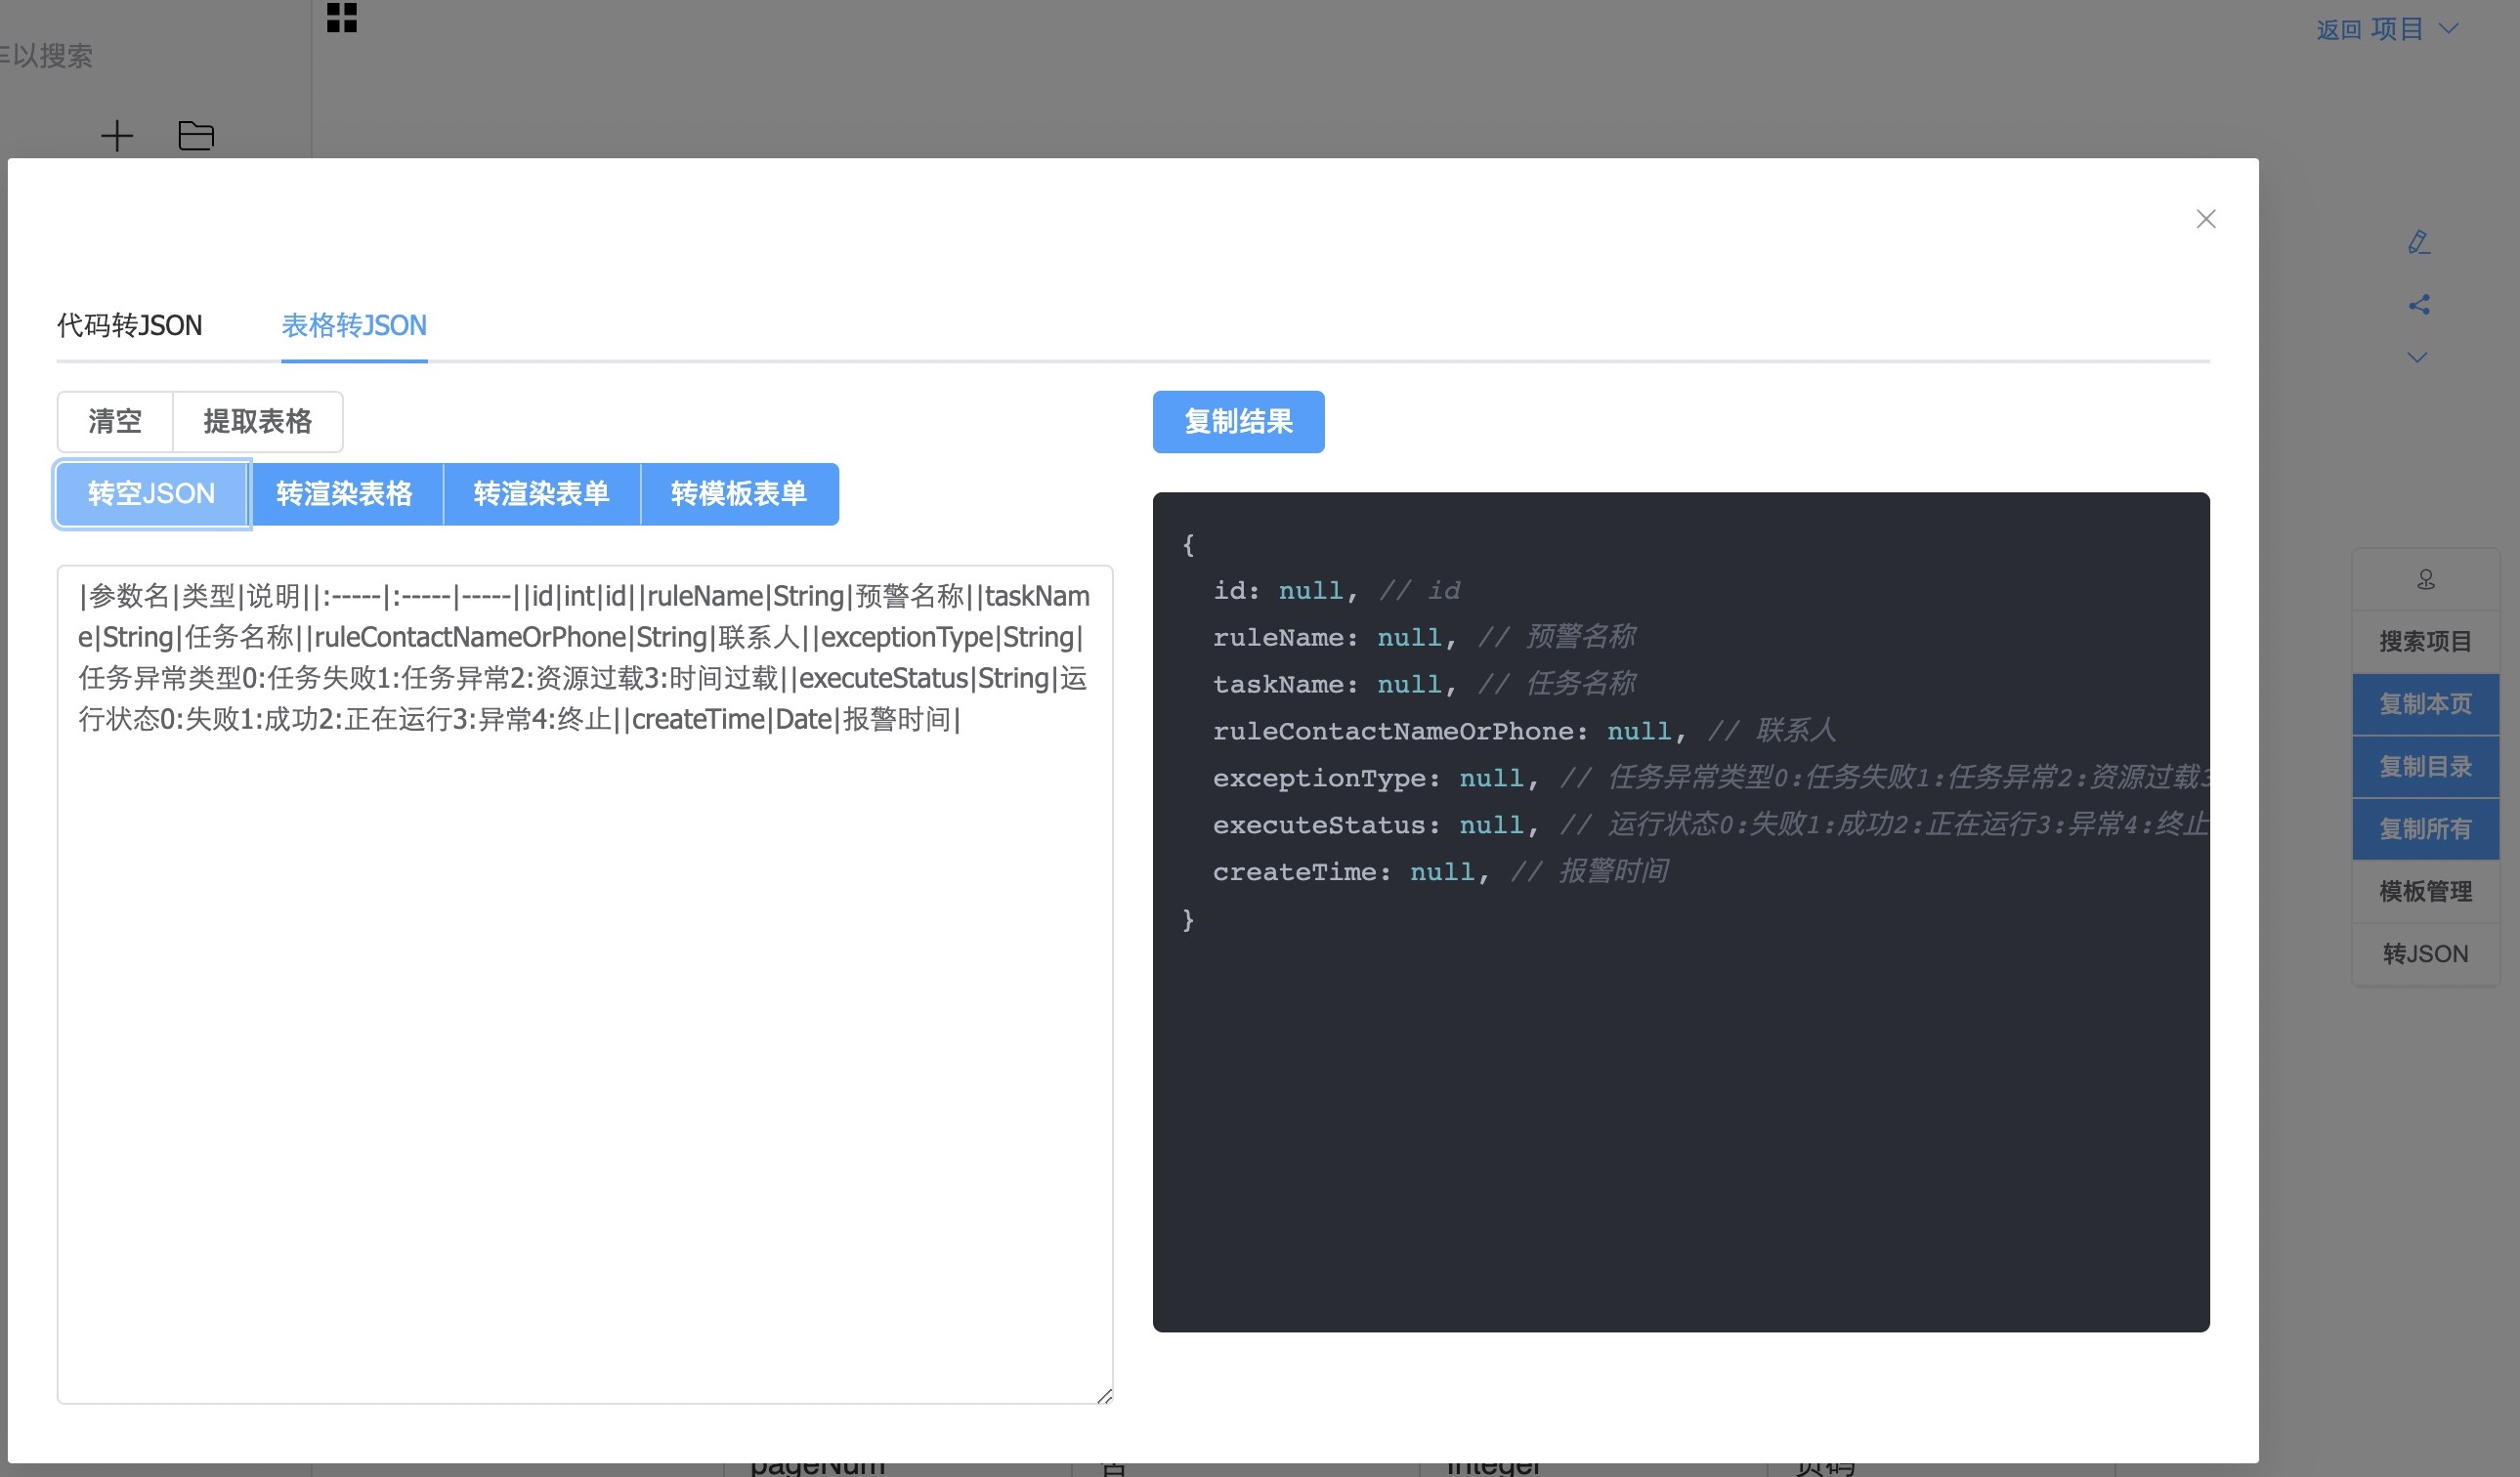 以搜索
返回 项目
代码转JSON
表格转JSON
清空
提取表格
复制结果
转空JSON
转渲染表格
转渲染表单
转模板表单
|参数名|类型|说明||:-----|:-----|-----||id|int|id||ruleName|String|预警名称||taskNam
e|String|任务名称||ruleContactNameOrPhone|String|联系人||exceptionType|String|
任务异常类型0:任务失败1:任务异常2:资源过载3:时间过载||executeStatus|String|运
行状态0:失败1:成功2:正在运行3:异常4:终止||createTime|Date|报警时间|
{
id: null, // id
ruleName: null, // 预警名称
taskName: null, // 任务名称
ruleContactNameOrPhone: null, // 联系人
exceptionType: null, // 任务异常类型0:任务失败1:任务异常2:资源过载3
executeStatus: null, // 运行状态0:失败1:成功2:正在运行3:异常4:终止
createTime: null, // 报警时间
}
搜索项目
复制本页
复制目录
复制所有
模板管理
转JSON
pageNum
否
Integer
页码